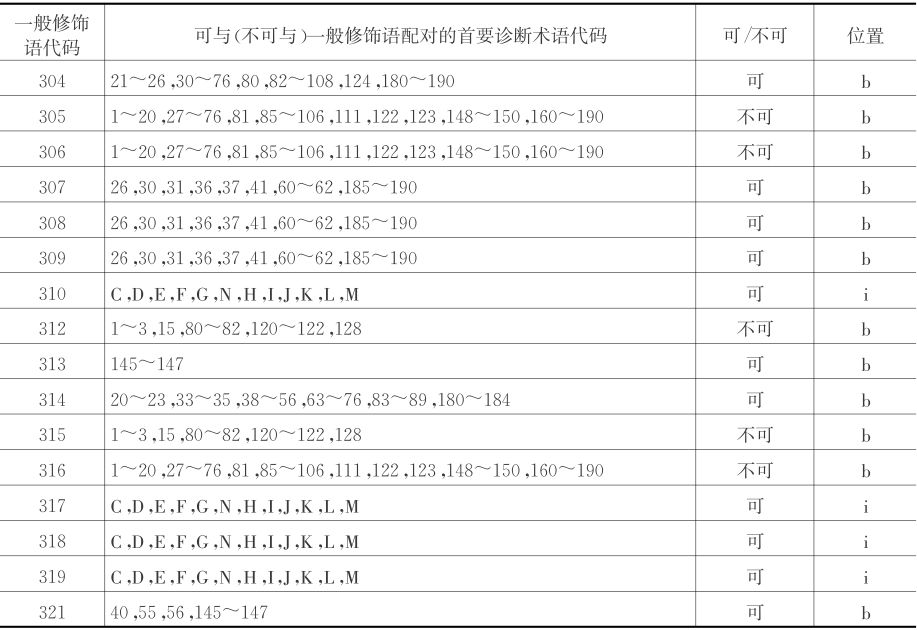 一般修饰语代码 可与(不可与)一般修饰语配对的首要诊断术语代码 可/不可 位置
304 21～26,30～76,80,82～108,124,180～190 可 b
305 1～20,27～76,81,85～106,111,122,123,148～150,160～190 不可 b
306 1～20,27～76,81,85～106,111,122,123,148～150,160～190 不可 b
307 26,30,31,36,37,41,60～62,185～190 可 b
308 26,30,31,36,37,41,60～62,185～190 可 b
309 26,30,31,36,37,41,60～62,185～190 可 b
310 C,D,E,F,G,N,H,I,J,K,L,M 可 i
312 1～3,15,80～82,120～122,128 不可 b
313 145～147 可 b
314 20～23,33～35,38～56,63～76,83～89,180～184 可 b
315 1～3,15,80～82,120～122,128 不可 b
316 1～20,27～76,81,85～106,111,122,123,148～150,160～190 不可 b
317 C,D,E,F,G,N,H,I,J,K,L,M 可 i
318 C,D,E,F,G,N,H,I,J,K,L,M 可 i
319 C,D,E,F,G,N,H,I,J,K,L,M 可 i
321 40,55,56,145～147 可 b